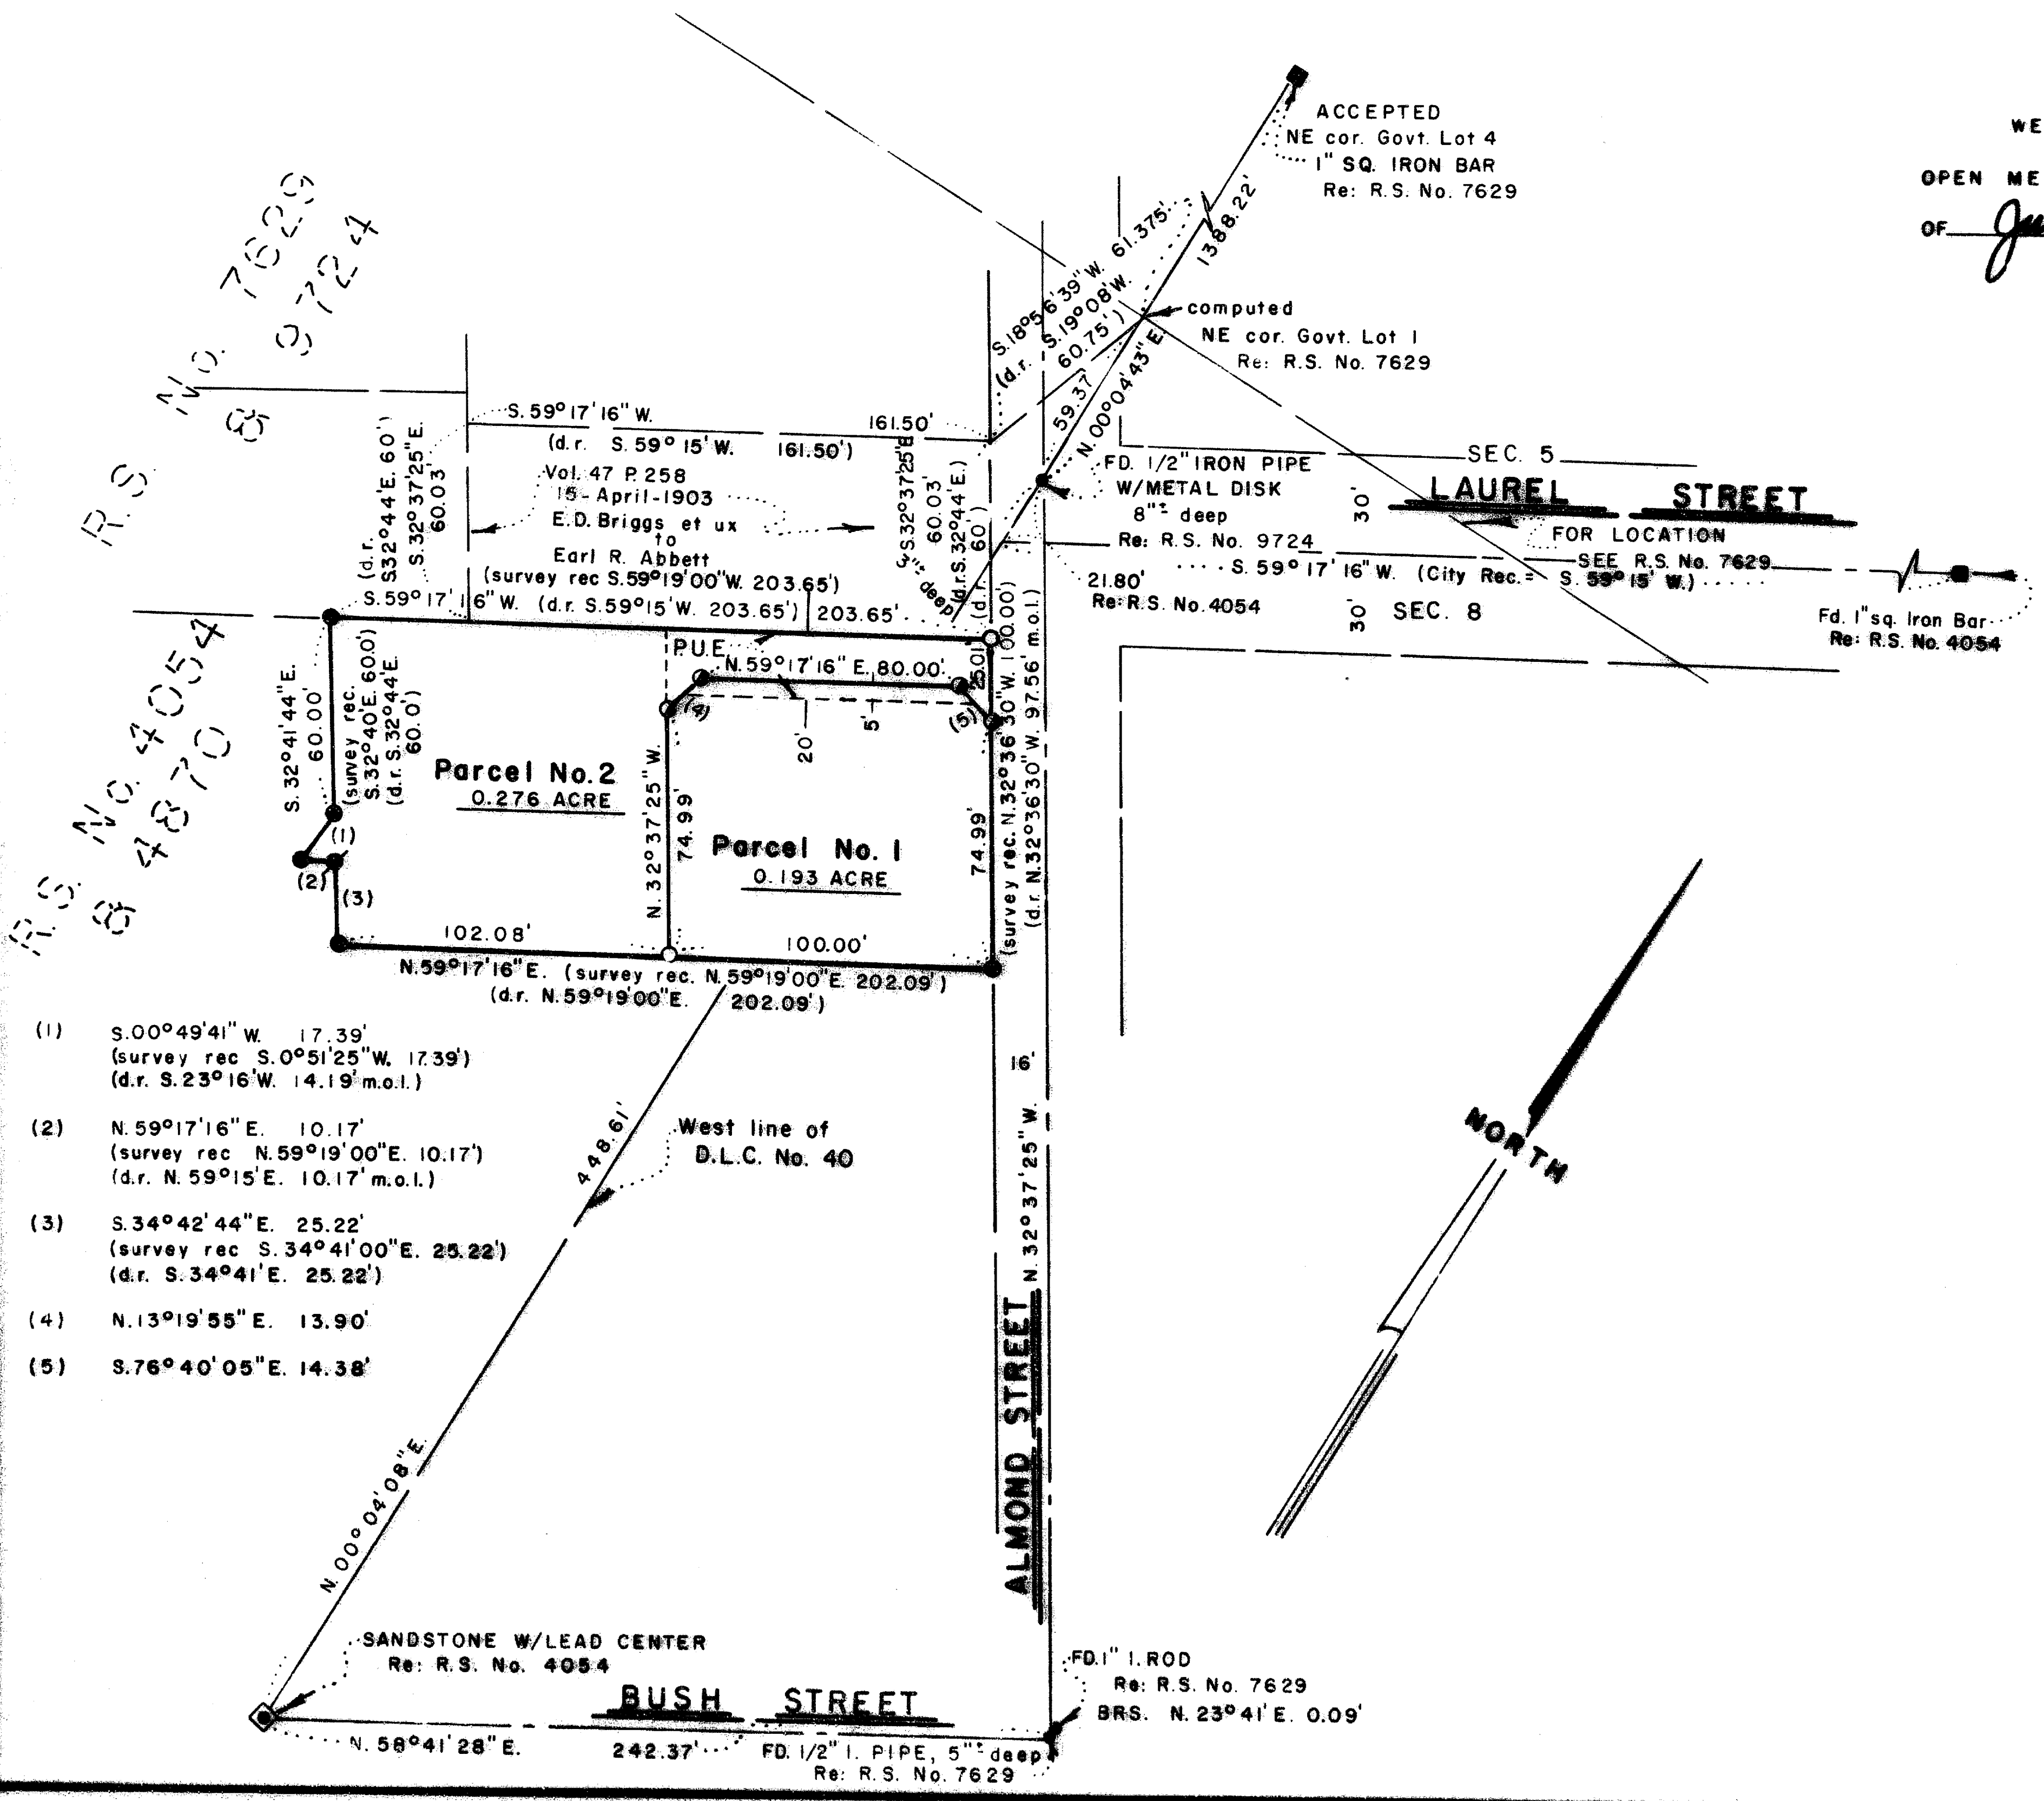 WE
OPEN ME
OF
ACCEPTED
NE cor. Govt. Lot 4
1" SQ. IRON BAR
Re: R.S. No. 7629
1388.22'
S.18°56'39"W. 61.375'
(d.r. S.19°08'W.
60.75')
computed
NE cor. Govt. Lot 1
Re: R.S. No. 7629
59.37
N.00°04'43"E.
R.S. No. 7629
& 9724
S.59°17'16"W. 161.50'
(d.r. S.59°15'W. 161.50')
(d.r.
S.32°44'E. 60')
S.32°37'25"E.
60.03'
Vol. 47 P. 258
15-April-1903
E.D. Briggs et ux
to
Earl R. Abbett
(survey rec S.59°19'00"W. 203.65')
S.59°17'16"W. (d.r. S.59°15'W. 203.65') 203.65'
3"± deep
S.32°37'25"E
60.03'
(d.r.S.32°44'E.)
(d.r. 60')
FD. 1/2" IRON PIPE
W/METAL DISK
8"± deep
Re: R.S. No. 9724
21.80'
Re: R.S. No. 4054
SEC. 5
LAUREL STREET
30'
FOR LOCATION
SEE R.S. No. 7629
S. 59°17'16"W. (City Rec.= S. 59°15' W.)
30'
SEC. 8
Fd. 1"sq. Iron Bar
Re: R.S. No. 4054
R.S. No. 4054
& 4870
P.U.E.
N.59°17'16"E. 80.00'
25.01'
(4)
(5)
20'
5'
S.32°41'44"E.
60.00'
(survey rec.
S.32°40'E. 60.0')
(d.r. S.32°44'E.
60.0')
Parcel No. 2
0.276 ACRE
N.32°37'25"W.
74.99'
Parcel No. 1
0.193 ACRE
74.99'
(survey rec. N.32°36'30"W. 100.00')
(d.r. N.32°36'30"W. 97.56' m.o.l.)
(1)
(2)
(3)
102.08'
100.00'
N.59°17'16"E. (survey rec. N.59°19'00"E. 202.09')
(d.r. N.59°19'00"E. 202.09')
(1) S.00°49'41"W. 17.39'
(survey rec S.0°51'25"W. 17.39')
(d.r. S.23°16'W. 14.19' m.o.l.)
(2) N.59°17'16"E. 10.17'
(survey rec N.59°19'00"E. 10.17')
(d.r. N.59°15'E. 10.17' m.o.l.)
(3) S.34°42'44"E. 25.22'
(survey rec S.34°41'00"E. 25.22')
(d.r. S.34°41'E. 25.22')
(4) N.13°19'55"E. 13.90'
(5) S.76°40'05"E. 14.38'
448.61'
West line of
D.L.C. No. 40
N.00°04'08"E.
16'
N. 32°37'25" W.
ALMOND STREET
NORTH
SANDSTONE W/LEAD CENTER
Re: R.S. No. 4054
BUSH STREET
N. 58°41'28"E. 242.37'
FD. 1/2" I. PIPE, 5"± deep
Re: R.S. No. 7629
FD.1" I.ROD
Re: R.S. No. 7629
BRS. N. 23°41'E. 0.09'